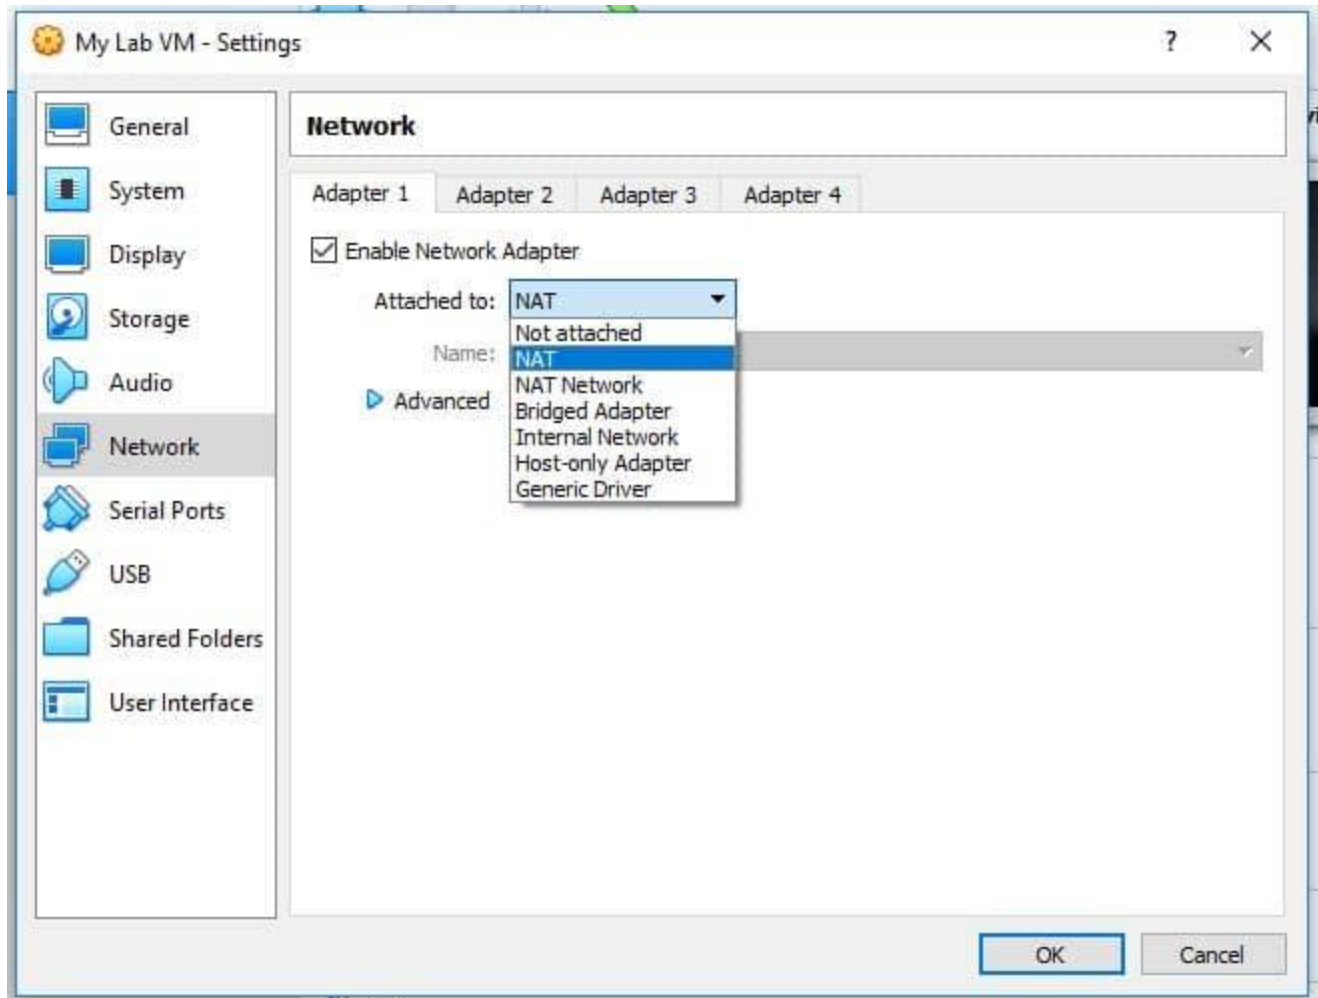 My Lab VM - Settings
?
General
System
Display
Storage
Audio
Network
Serial Ports
USB
Shared Folders
User Interface
Network
Adapter 1 Adapter 2 Adapter 3 Adapter 4
Enable Network Adapter
Attached to: NAT
Name:
Advanced
Not attached
NAT
NAT Network
Bridged Adapter
Internal Network
Host-only Adapter
Generic Driver
OK Cancel